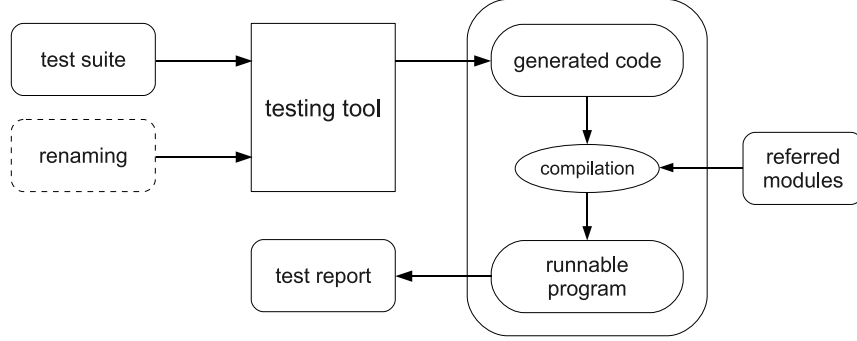 test suite
renaming
testing tool
generated code
compilation
referred
modules
runnable
program
test report